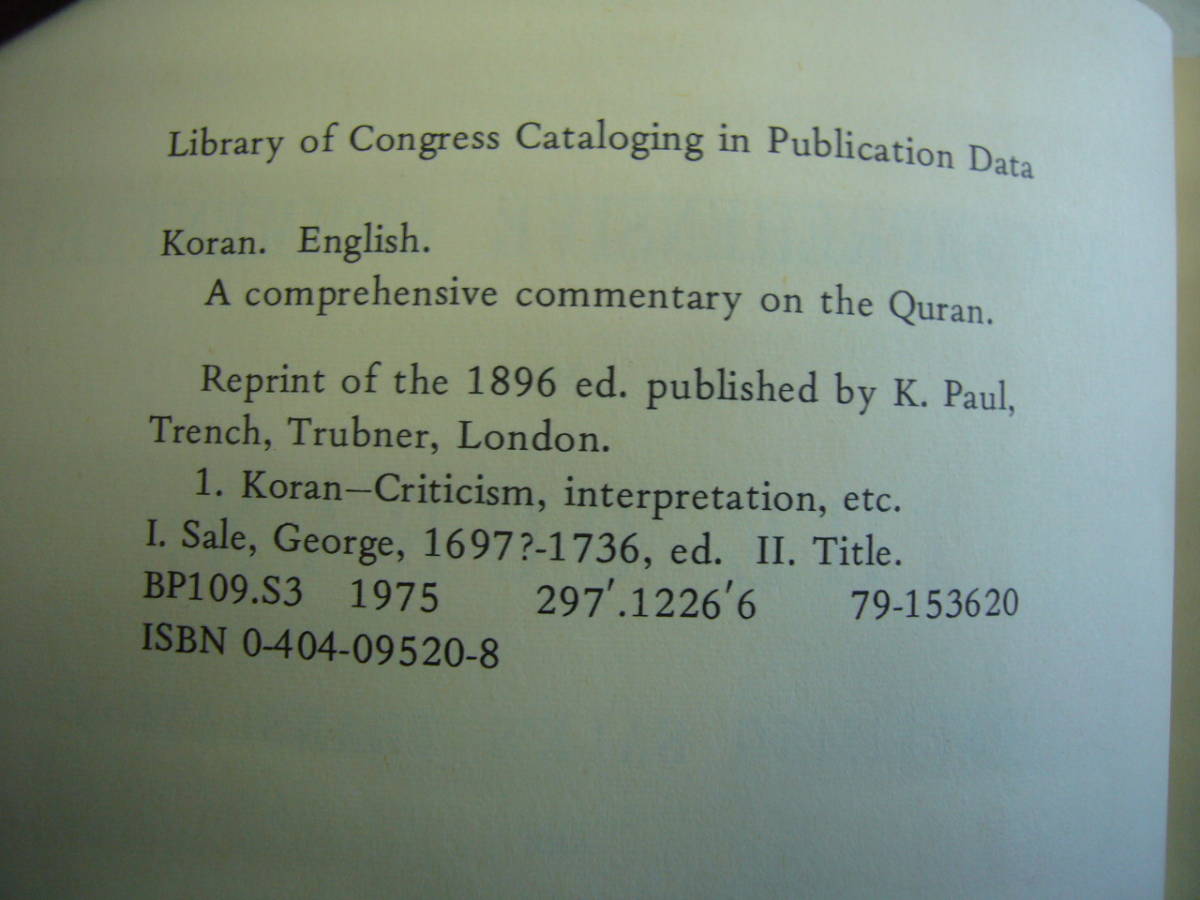 Library of Congress Cataloging in Publication Data
Koran. English.
A comprehensive commentary on the Quran.
Reprint of the 1896 ed. published by K. Paul,
Trench, Trubner, London.
1. Koran—Criticism, interpretation, etc.
I. Sale, George, 1697?-1736, ed. II. Title.
BP109.S3 1975 297'.1226'6 79-153620
ISBN 0-404-09520-8